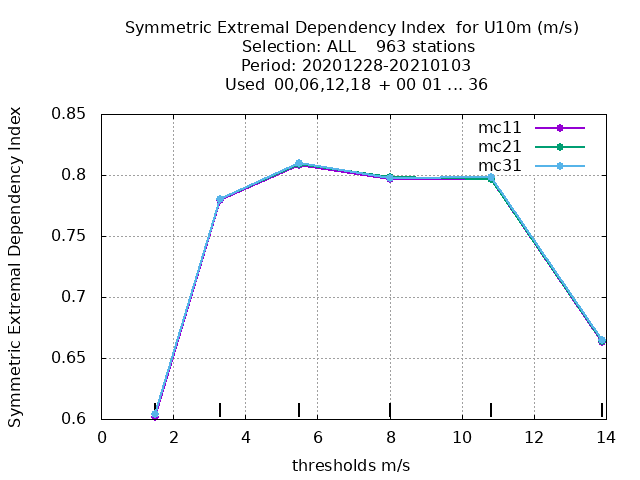 Symmetric Extremal Dependency Index  for U10m (m/s)
Selection: ALL    963 stations
Period: 20201228-20210103
Used  00,06,12,18  + 00 01 ... 36
mc11
mc21
mc31
Symmetric Extremal Dependency Index
0.85
0.8
0.75
0.7
0.65
0.6
0 2 4 6 8 10 12 14
thresholds m/s